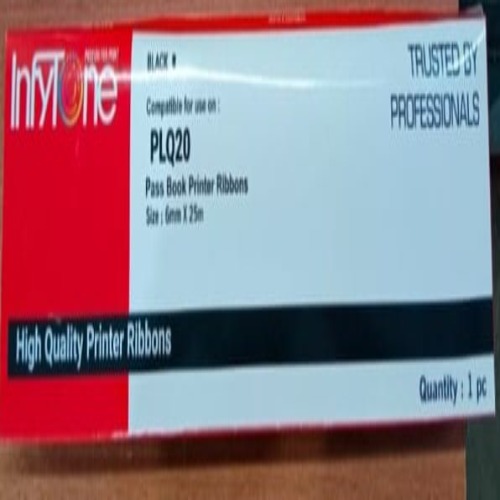 InfyTone
BLACK
Compatible for use on :
PLQ20
Pass Book Printer Ribbons
Size : 6mm X 25m
TRUSTED BY
PROFESSIONALS
High Quality Printer Ribbons
Quantity : 1 pc